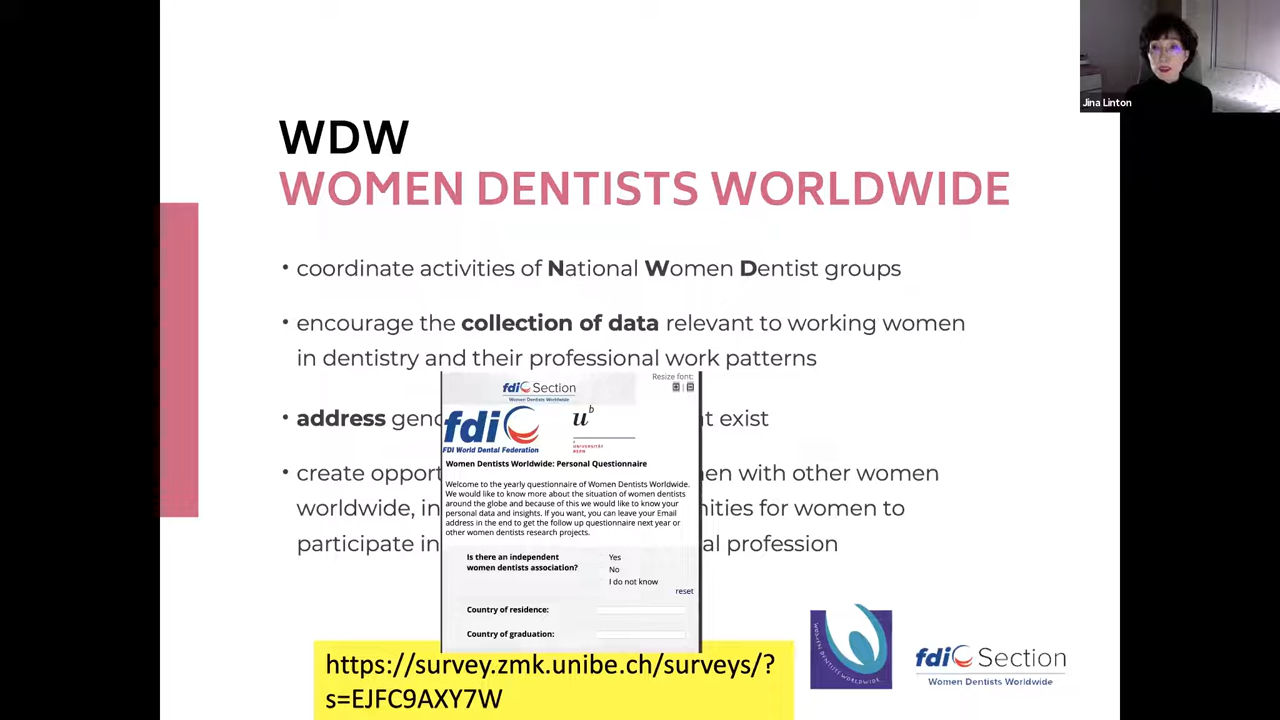 Jina Linton
WDW
WOMEN DENTISTS WORLDWIDE
• coordinate activities of National Women Dentist groups
• encourage the collection of data relevant to working women
in dentistry and their professional work patterns
• address
exist
• create
with other women
worldwide,
for women to
participate in
profession
fdi Section
Women Dentists Worldwide
Resize font:
fdi
FDI World Dental Federation
u b
UNIVERSITÄT
BERN
Women Dentists Worldwide: Personal Questionnaire
Welcome to the yearly questionnaire of Women Dentists Worldwide.
We would like to know more about the situation of women dentists
around the globe and because of this we would like to know your
personal data and insights. If you want, you can leave your Email
address in the end to get the follow up questionnaire next year or
other women dentists research projects.
Is there an independent
women dentists association?
Yes
No
I do not know
reset
Country of residence:
Country of graduation:
https://survey.zmk.unibe.ch/surveys/?
s=EJFC9AXY7W
WOMEN DENTISTS WORLDWIDE
fdi Section
Women Dentists Worldwide